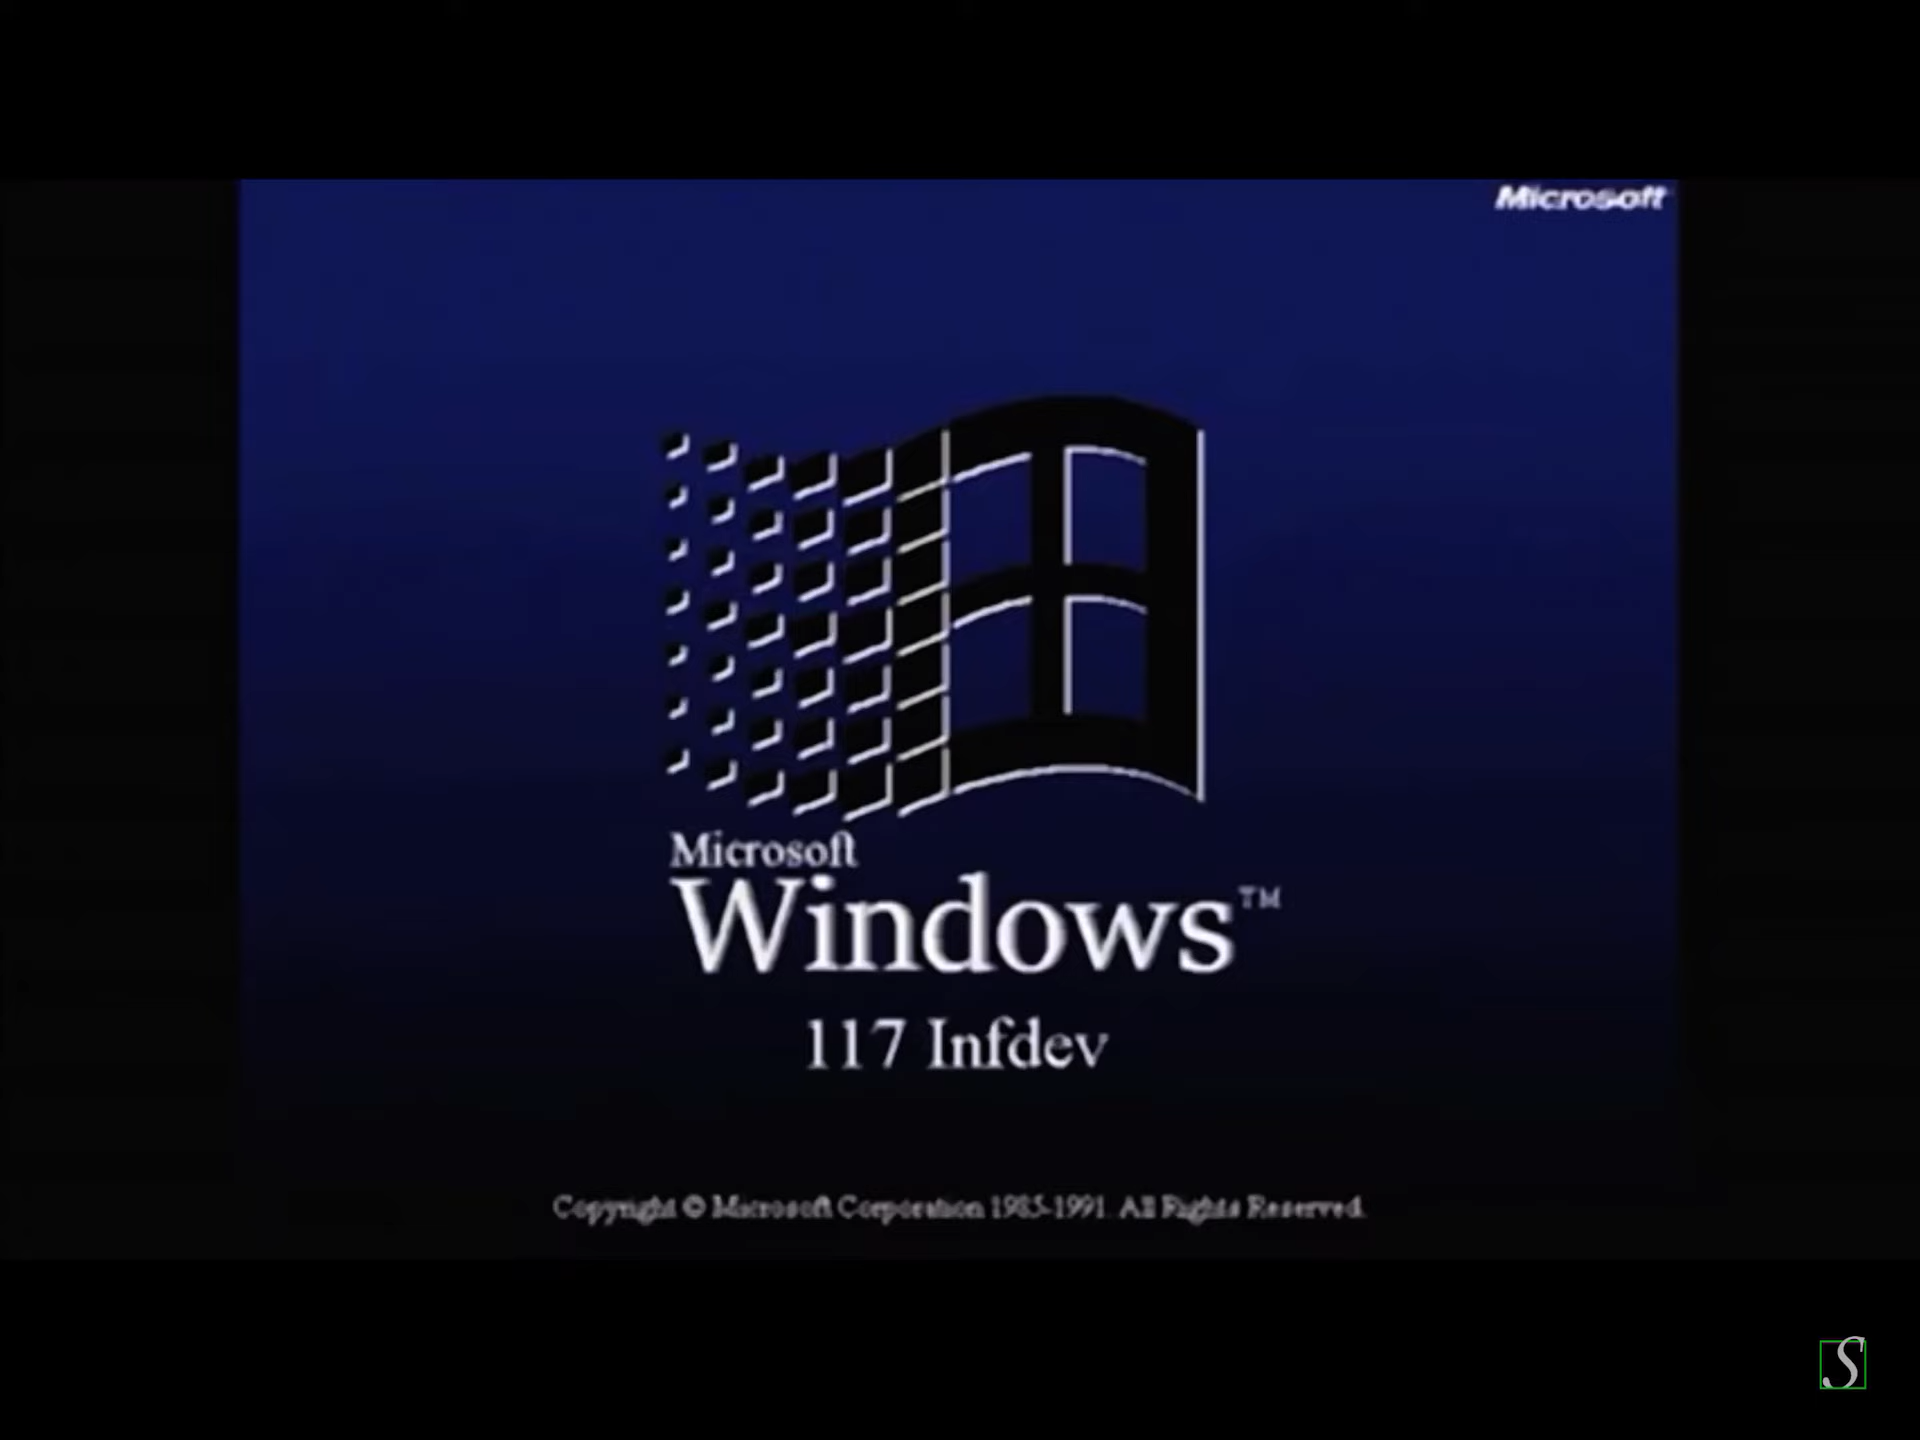 Microsoft
Microsoft
Windows™
117 Infdev
Copyright © Microsoft Corporation 1985-1991. All Rights Reserved.
S